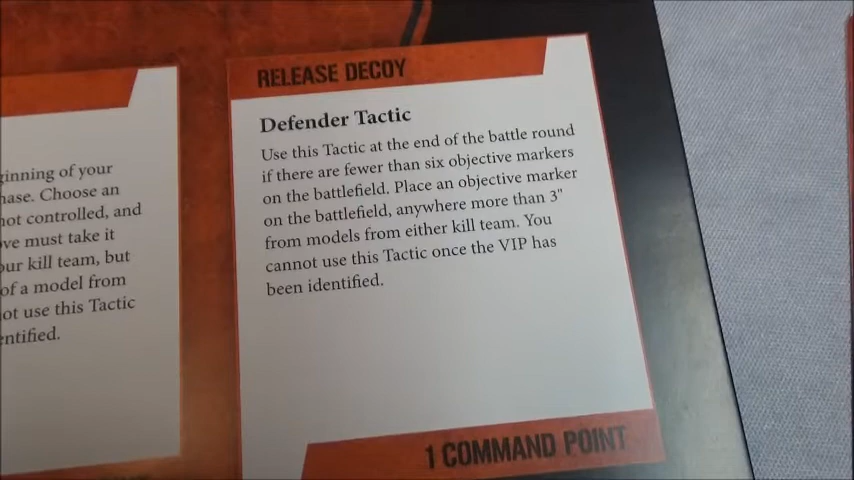 ginning of your
hase. Choose an
not controlled, and
ve must take it
our kill team, but
of a model from
ot use this Tactic
entified.
RELEASE DECOY
Defender Tactic
Use this Tactic at the end of the battle round
if there are fewer than six objective markers
on the battlefield. Place an objective marker
on the battlefield, anywhere more than 3"
from models from either kill team. You
cannot use this Tactic once the VIP has
been identified.
1 COMMAND POINT